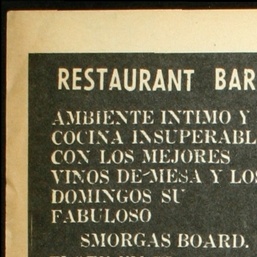 RESTAURANT BAR
AMBIENTE INTIMO Y
COCINA INSUPERABL
CON LOS MEJORES
VINOS DE MESA Y LOS
DOMINGOS SU
FABULOSO
SMORGAS BOARD.